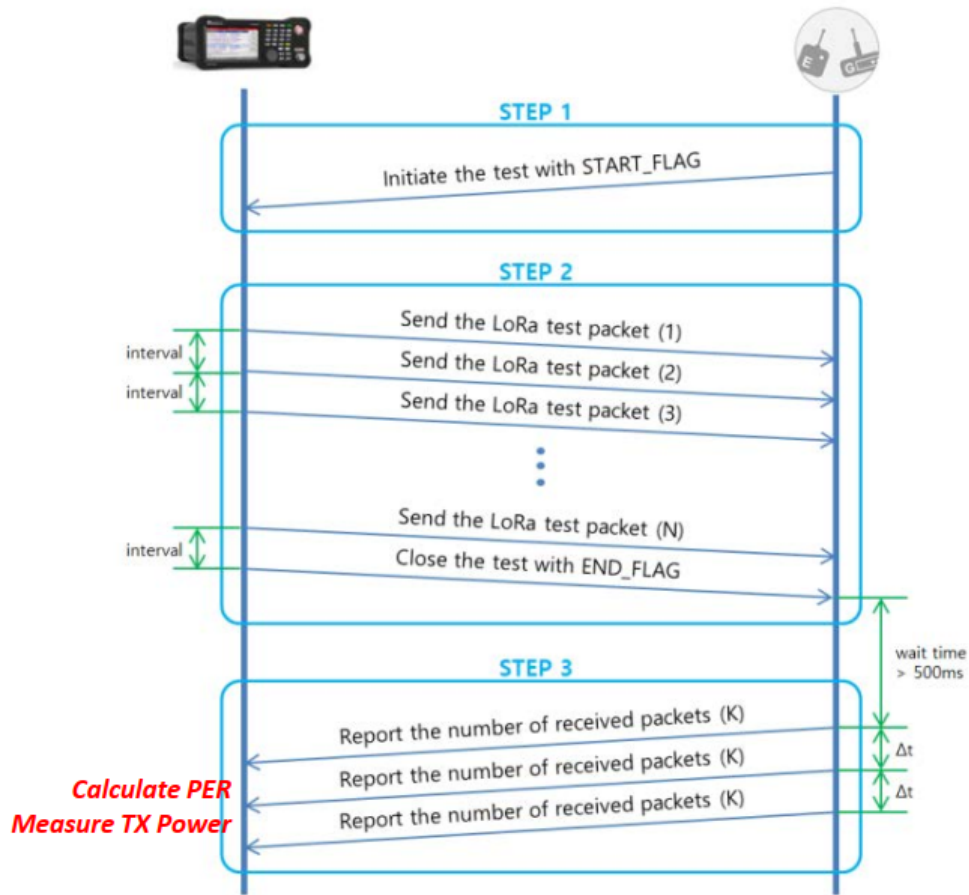 E
G
STEP 1
Initiate the test with START_FLAG
STEP 2
Send the LoRa test packet (1)
interval
Send the LoRa test packet (2)
interval
Send the LoRa test packet (3)
Send the LoRa test packet (N)
interval
Close the test with END_FLAG
wait time
> 500ms
STEP 3
Report the number of received packets (K)
Δt
Report the number of received packets (K)
Δt
Report the number of received packets (K)
Calculate PER
Measure TX Power